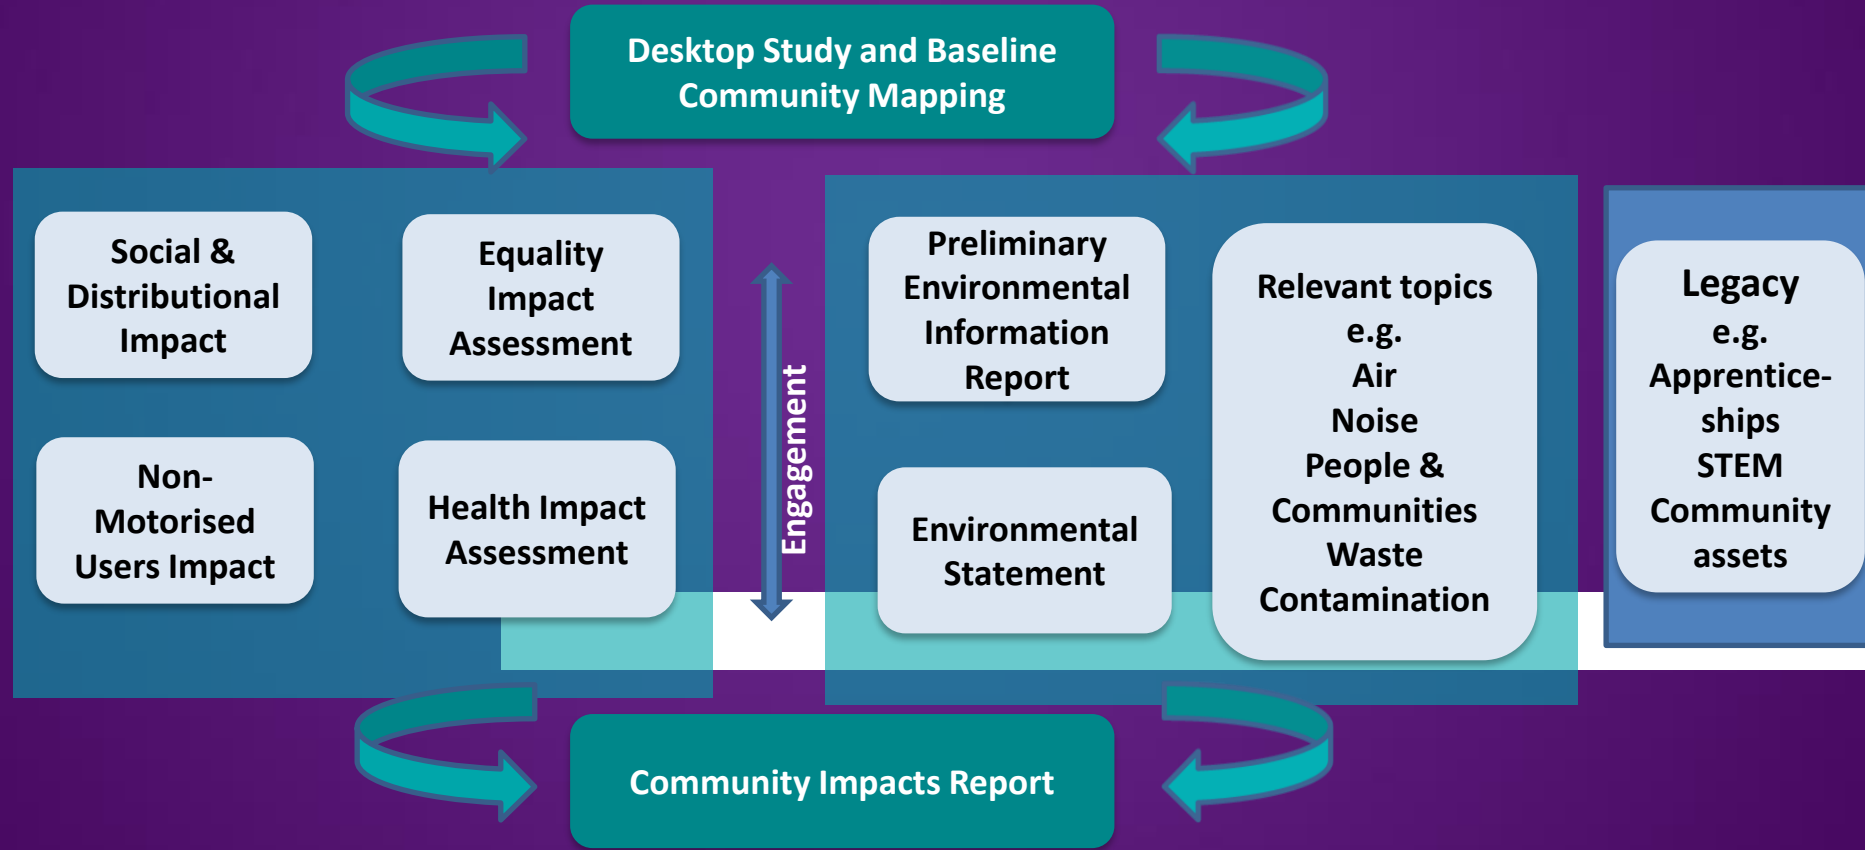 Desktop Study and Baseline
Community Mapping
Social &
Distributional
Impact
Equality
Impact
Assessment
Non-
Motorised
Users Impact
Health Impact
Assessment
Engagement
Preliminary
Environmental
Information
Report
Environmental
Statement
Relevant topics
e.g.
Air
Noise
People &
Communities
Waste
Contamination
Legacy
e.g.
Apprentice-
ships
STEM
Community
assets
Community Impacts Report